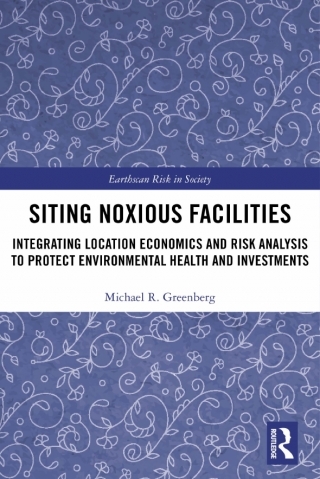 Earthscan Risk in Society
SITING NOXIOUS FACILITIES
INTEGRATING LOCATION ECONOMICS AND RISK ANALYSIS
TO PROTECT ENVIRONMENTAL HEALTH AND INVESTMENTS
Michael R. Greenberg
ROUTLEDGE